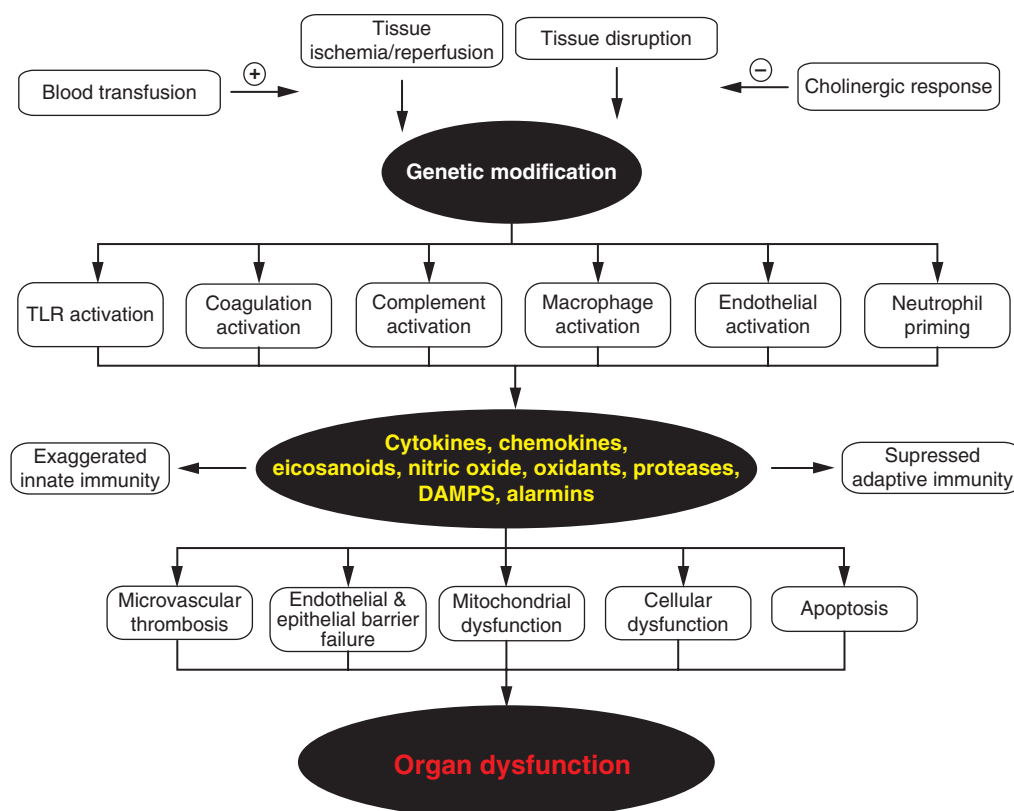 Tissue
ischemia/reperfusion
Tissue disruption
Blood transfusion
+
−
Cholinergic response
Genetic modification
TLR activation
Coagulation
activation
Complement
activation
Macrophage
activation
Endothelial
activation
Neutrophil
priming
Exaggerated
innate immunity
Cytokines, chemokines,
eicosanoids, nitric oxide, oxidants, proteases,
DAMPS, alarmins
Supressed
adaptive immunity
Microvascular
thrombosis
Endothelial &
epithelial barrier
failure
Mitochondrial
dysfunction
Cellular
dysfunction
Apoptosis
Organ dysfunction